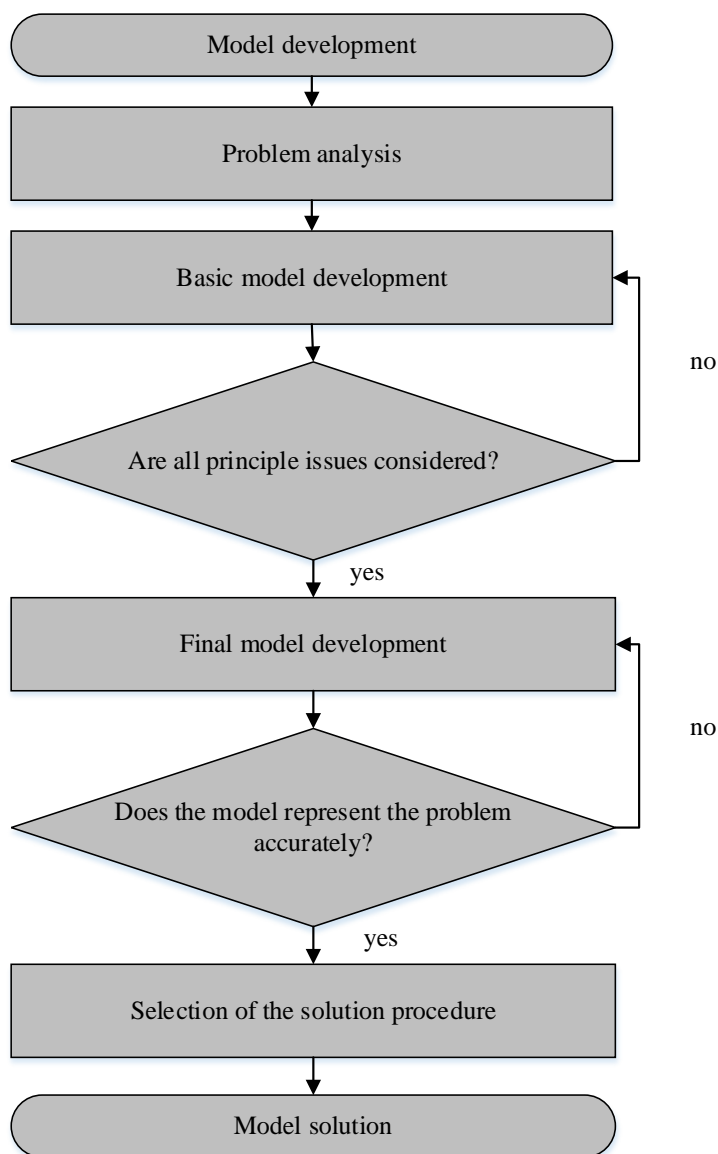 Model development
Problem analysis
Basic model development
no
Are all principle issues considered?
yes
Final model development
no
Does the model represent the problem
accurately?
yes
Selection of the solution procedure
Model solution